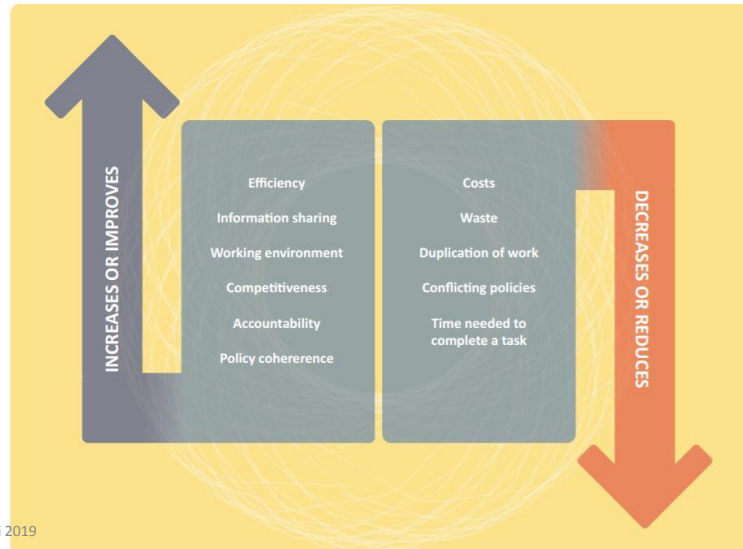 INCREASES OR IMPROVES
Efficiency
Information sharing
Working environment
Competitiveness
Accountability
Policy cohererence
Costs
Waste
Duplication of work
Conflicting policies
Time needed to
complete a task
DECREASES OR REDUCES
2019